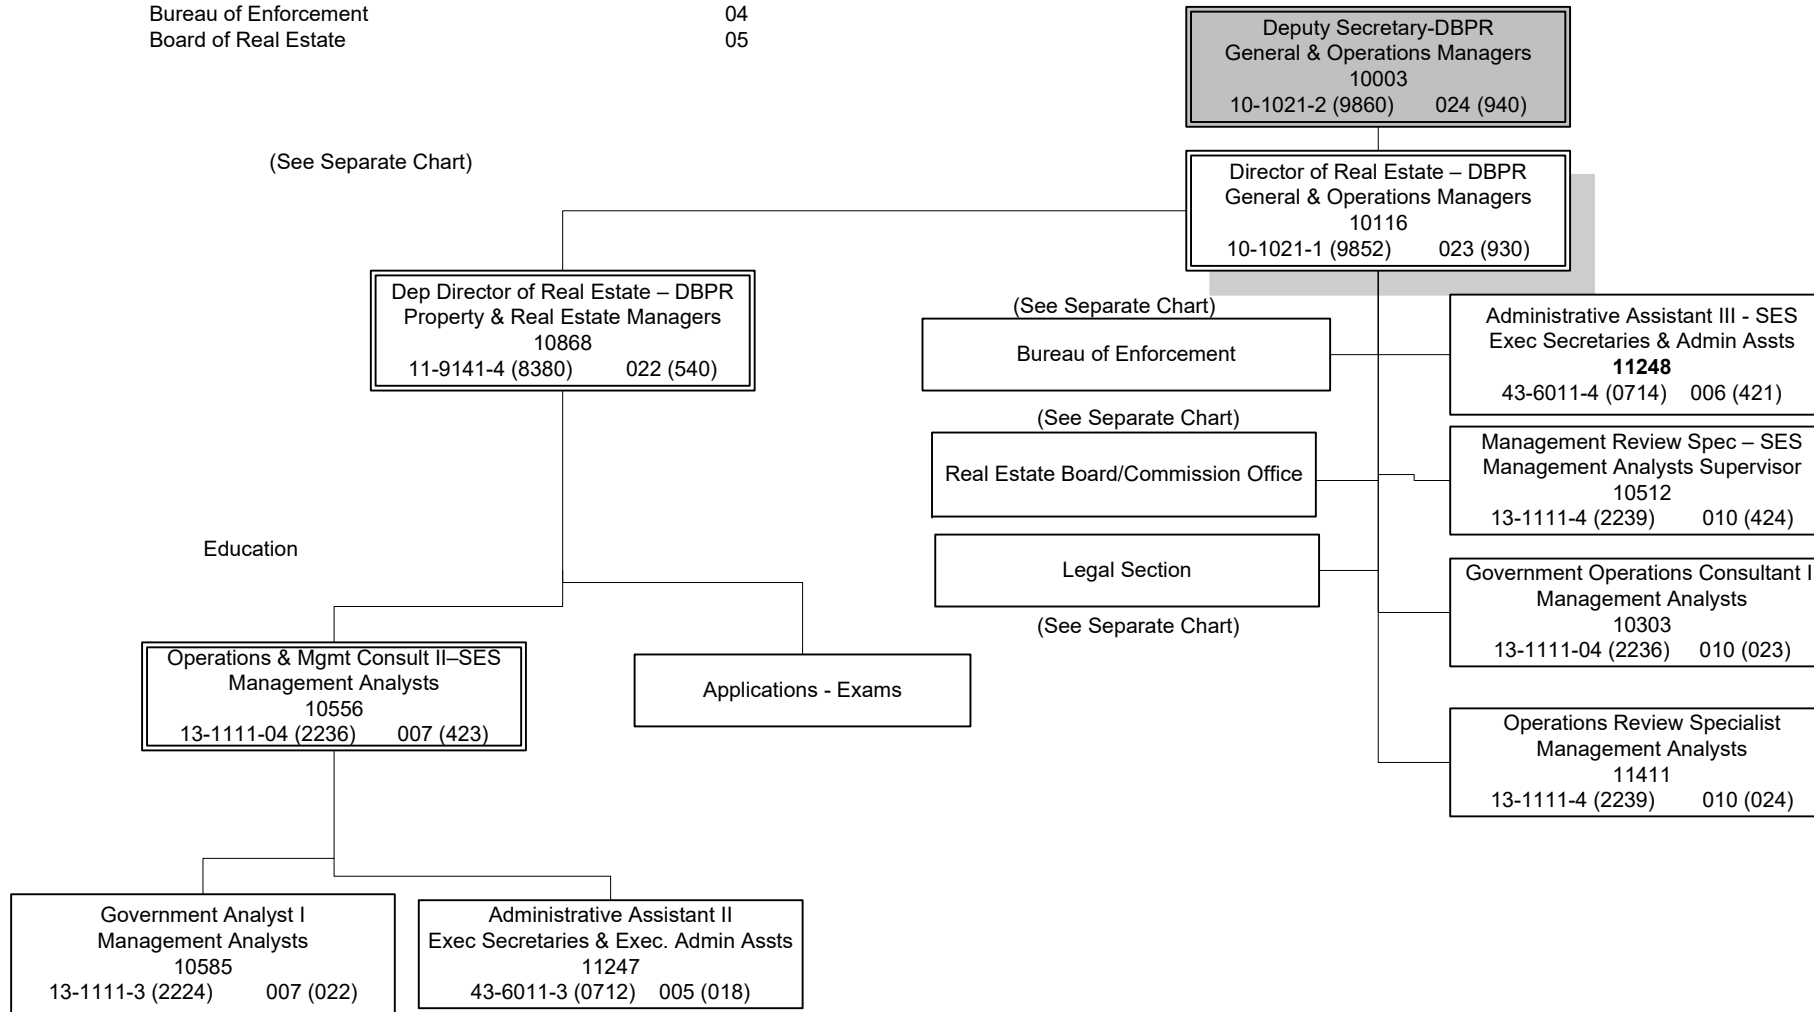 Bureau of Enforcement 04
Board of Real Estate 05
Deputy Secretary-DBPR
General & Operations Managers
10003
10-1021-2 (9860) 024 (940)
(See Separate Chart)
Director of Real Estate – DBPR
General & Operations Managers
10116
10-1021-1 (9852) 023 (930)
Dep Director of Real Estate – DBPR
Property & Real Estate Managers
10868
11-9141-4 (8380) 022 (540)
(See Separate Chart)
Bureau of Enforcement
Administrative Assistant III - SES
Exec Secretaries & Admin Assts
11248
43-6011-4 (0714) 006 (421)
(See Separate Chart)
Real Estate Board/Commission Office
Management Review Spec – SES
Management Analysts Supervisor
10512
13-1111-4 (2239) 010 (424)
Education
Legal Section
(See Separate Chart)
Government Operations Consultant I
Management Analysts
10303
13-1111-04 (2236) 010 (023)
Operations & Mgmt Consult II–SES
Management Analysts
10556
13-1111-04 (2236) 007 (423)
Applications - Exams
Operations Review Specialist
Management Analysts
11411
13-1111-4 (2239) 010 (024)
Government Analyst I
Management Analysts
10585
13-1111-3 (2224) 007 (022)
Administrative Assistant II
Exec Secretaries & Exec. Admin Assts
11247
43-6011-3 (0712) 005 (018)